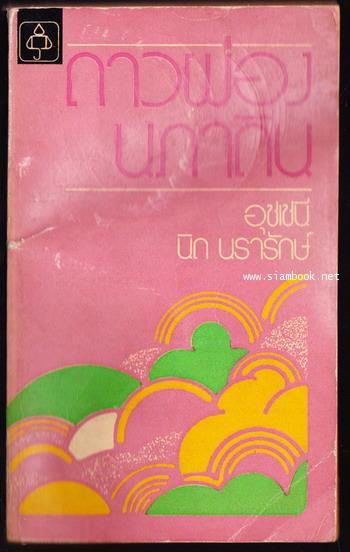 ดาวผ่อง
นภาดิน
อุชเชนี
นิด นรารักษ์
www.siambook.net